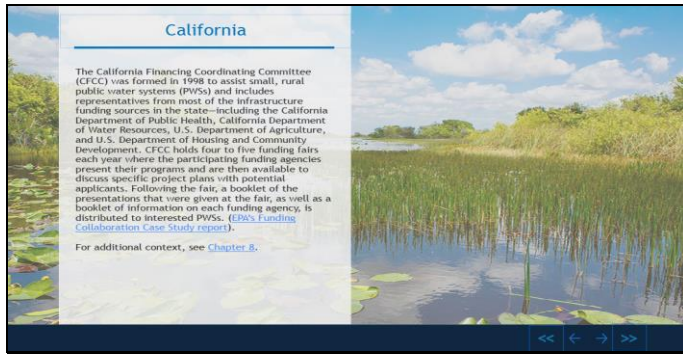 California
The California Financing Coordinating Committee
(CFCC) was formed in 1998 to assist small, rural
public water systems (PWSs) and includes
representatives from most of the infrastructure
funding sources in the state—including the California
Department of Public Health, California Department
of Water Resources, U.S. Department of Agriculture,
and U.S. Department of Housing and Community
Development. CFCC holds four to five funding fairs
each year where the participating funding agencies
present their programs and are then available to
discuss specific project plans with potential
applicants. Following the fair, a booklet of the
presentations that were given at the fair, as well as a
booklet of information on each funding agency, is
distributed to interested PWSs. (EPA's Funding
Collaboration Case Study report).
For additional context, see Chapter 8.
<< ← → >>